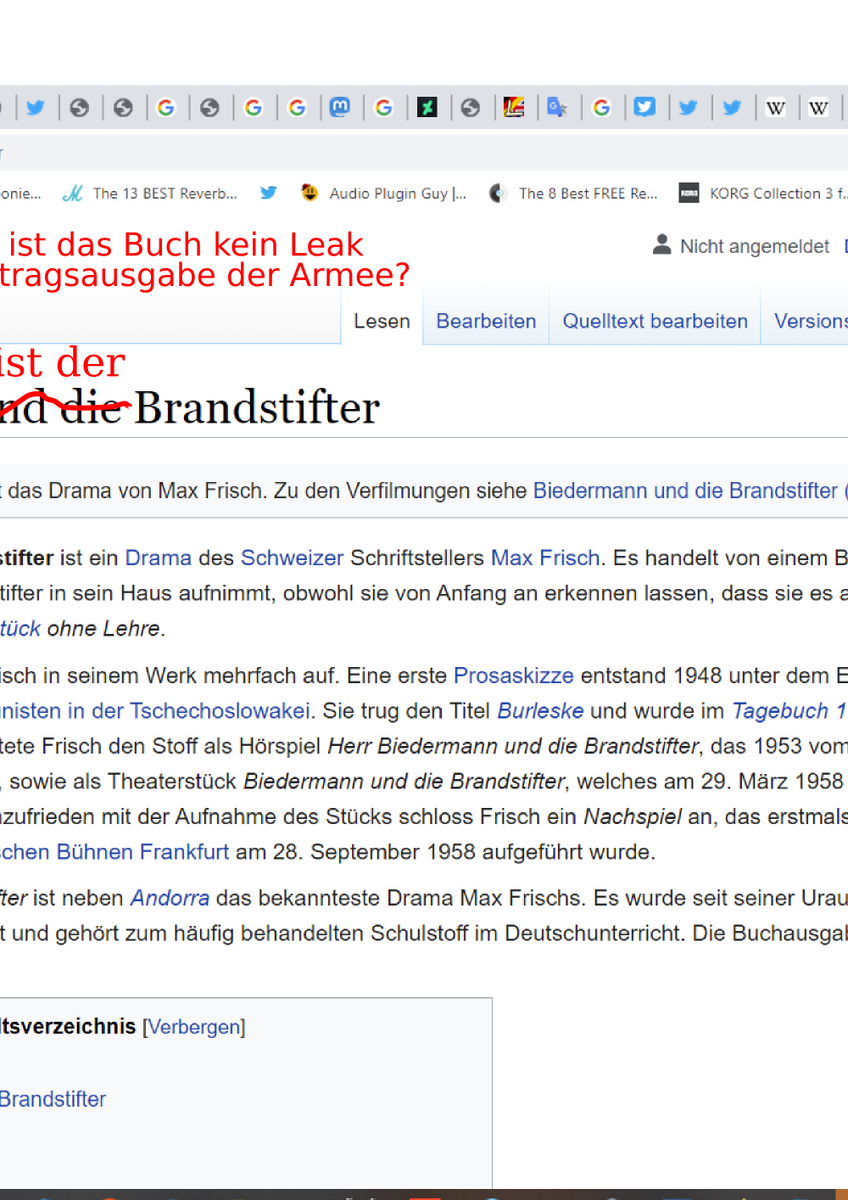 r
onie... The 13 BEST Reverb... Audio Plugin Guy |... The 8 Best FREE Re... KORG KORG Collection 3 f...
ist das Buch kein Leak
Nicht angemeldet
tragsausgabe der Armee?
Lesen Bearbeiten Quelltext bearbeiten Versions
ist der
nd die Brandstifter
t das Drama von Max Frisch. Zu den Verfilmungen siehe Biedermann und die Brandstifter (
stifter ist ein Drama des Schweizer Schriftstellers Max Frisch. Es handelt von einem B
tifter in sein Haus aufnimmt, obwohl sie von Anfang an erkennen lassen, dass sie es a
tück ohne Lehre.
isch in seinem Werk mehrfach auf. Eine erste Prosaskizze entstand 1948 unter dem E
nisten in der Tschechoslowakei. Sie trug den Titel Burleske und wurde im Tagebuch 1
tete Frisch den Stoff als Hörspiel Herr Biedermann und die Brandstifter, das 1953 vom
, sowie als Theaterstück Biedermann und die Brandstifter, welches am 29. März 1958
nzufrieden mit der Aufnahme des Stücks schloss Frisch ein Nachspiel an, das erstmals
schen Bühnen Frankfurt am 28. September 1958 aufgeführt wurde.
fter ist neben Andorra das bekannteste Drama Max Frischs. Es wurde seit seiner Urau
t und gehört zum häufig behandelten Schulstoff im Deutschunterricht. Die Buchausgab
ltsverzeichnis [Verbergen]
Brandstifter